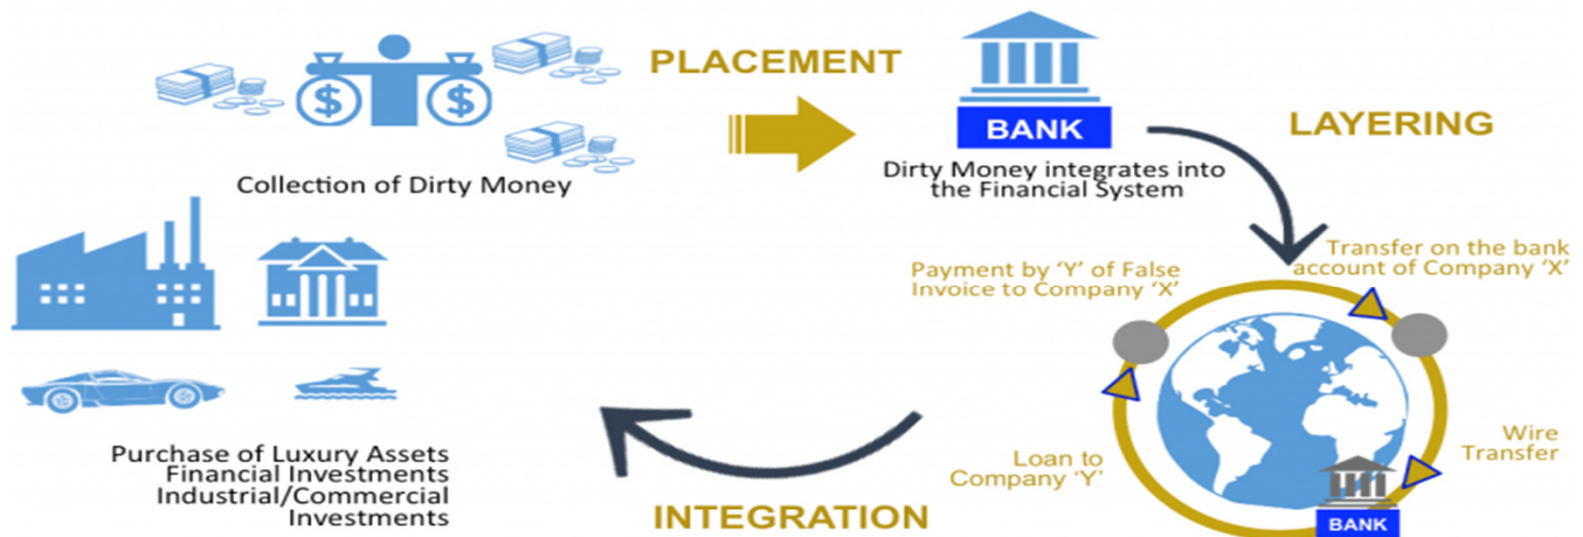 PLACEMENT
$ $
Collection of Dirty Money
BANK
Dirty Money integrates into
the Financial System
LAYERING
Transfer on the bank
account of Company ‘X’
Payment by ‘Y’ of False
Invoice to Company ‘X’
Wire
Transfer
Loan to
Company ‘Y’
BANK
INTEGRATION
Purchase of Luxury Assets
Financial Investments
Industrial/Commercial
Investments